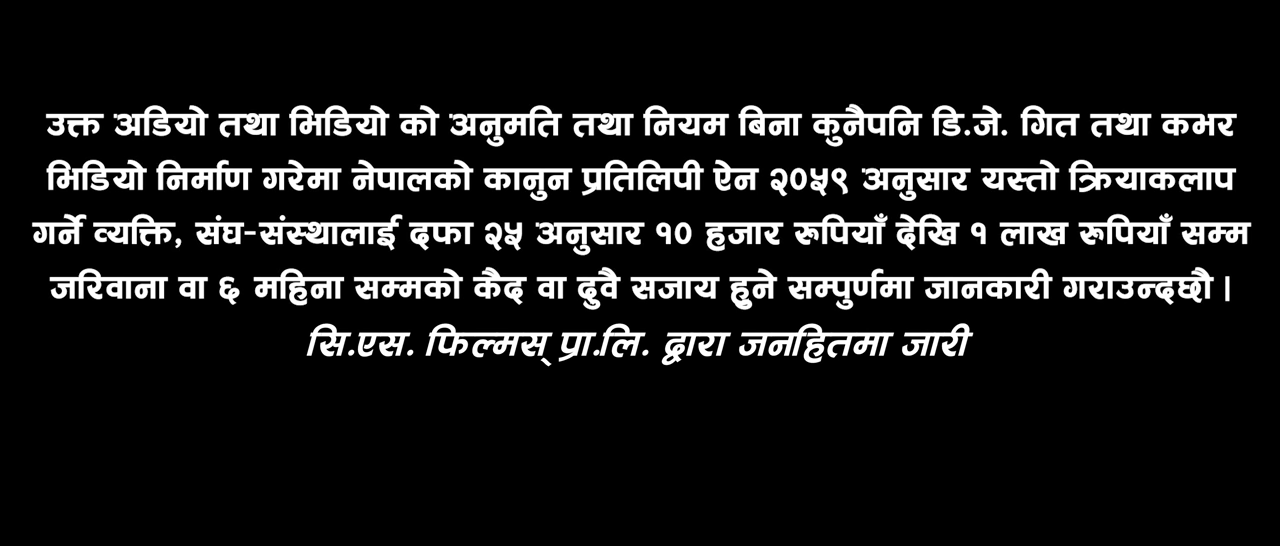 उक्त अडियो तथा भिडियो को अनुमति तथा नियम बिना कुनैपनि डि.जे. गित तथा कभर
भिडियो निर्माण गरेमा नेपालको कानुन प्रतिलिपी ऐन २०५९ अनुसार यस्तो क्रियाकलाप
गर्ने व्यक्ति, संघ-संस्थालाई दफा २५ अनुसार १० हजार रूपियाँ देखि १ लाख रूपियाँ सम्म
जरिवाना वा ६ महिना सम्मको कैद वा दुवै सजाय हुने सम्पुर्णमा जानकारी गराउन्दछौ ।
सि.एस. फिल्मस् प्रा.लि. द्वारा जनहितमा जारी